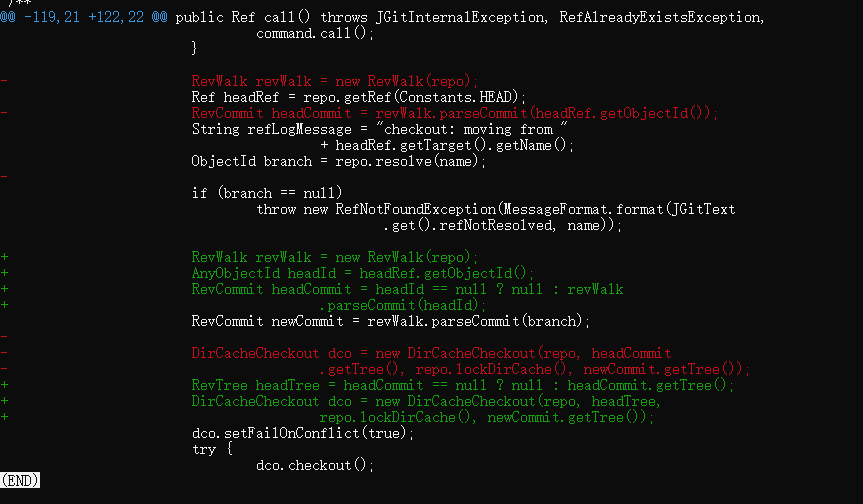 /**
@@ -119,21 +122,22 @@ public Ref call() throws JGitInternalException, RefAlreadyExistsException,
                                command.call();
                        }

-                       RevWalk revWalk = new RevWalk(repo);
                        Ref headRef = repo.getRef(Constants.HEAD);
-                       RevCommit headCommit = revWalk.parseCommit(headRef.getObjectId());
                        String refLogMessage = "checkout: moving from "
                                        + headRef.getTarget().getName();
                        ObjectId branch = repo.resolve(name);
-
                        if (branch == null)
                                throw new RefNotFoundException(MessageFormat.format(JGitText
                                                .get().refNotResolved, name));

+                       RevWalk revWalk = new RevWalk(repo);
+                       AnyObjectId headId = headRef.getObjectId();
+                       RevCommit headCommit = headId == null ? null : revWalk
+                                       .parseCommit(headId);
                        RevCommit newCommit = revWalk.parseCommit(branch);
-
-                       DirCacheCheckout dco = new DirCacheCheckout(repo, headCommit
-                                       .getTree(), repo.lockDirCache(), newCommit.getTree());
+                       RevTree headTree = headCommit == null ? null : headCommit.getTree();
+                       DirCacheCheckout dco = new DirCacheCheckout(repo, headTree,
+                                       repo.lockDirCache(), newCommit.getTree());
                        dco.setFailOnConflict(true);
                        try {
                                dco.checkout();
(END)